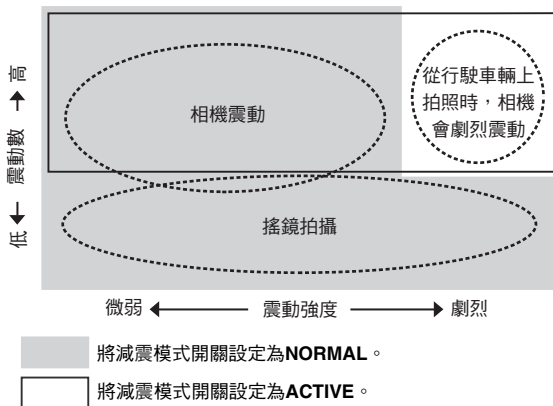 高
震動數
低
相機震動
從行駛車輛上
拍照時，相機
會劇烈震動
搖鏡拍攝
微弱 震動強度 劇烈
將減震模式開關設定為NORMAL。
將減震模式開關設定為ACTIVE。